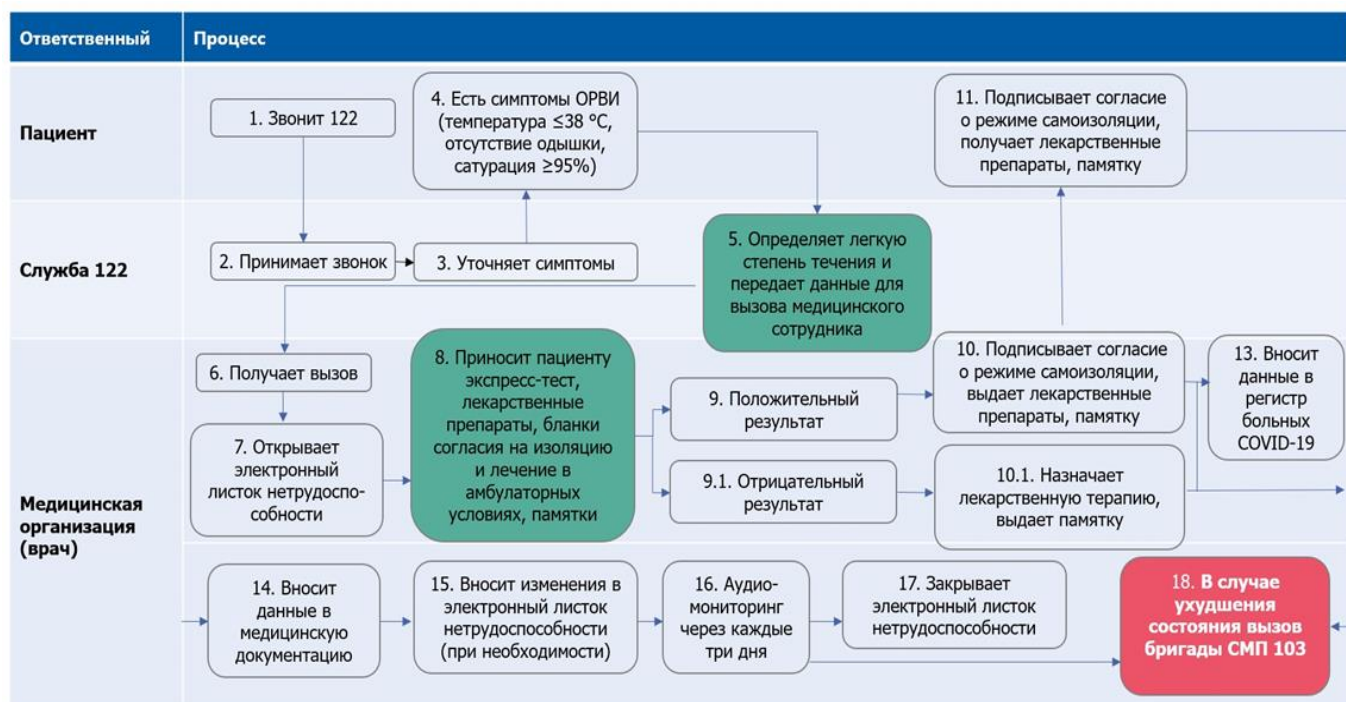 Ответственный
Процесс
Пациент
1. Звонит 122
4. Есть симптомы ОРВИ
(температура ≤38 °С,
отсутствие одышки,
сатурация ≥95%)
11. Подписывает согласие
о режиме самоизоляции,
получает лекарственные
препараты, памятку
Служба 122
2. Принимает звонок
3. Уточняет симптомы
5. Определяет легкую
степень течения и
передает данные для
вызова медицинского
сотрудника
Медицинская
организация
(врач)
6. Получает вызов
7. Открывает
электронный
листок нетрудоспо-
собности
8. Приносит пациенту
экспресс-тест,
лекарственные
препараты, бланки
согласия на изоляцию
и лечение в
амбулаторных
условиях, памятки
9. Положительный
результат
9.1. Отрицательный
результат
10. Подписывает согласие
о режиме самоизоляции,
выдает лекарственные
препараты, памятку
10.1. Назначает
лекарственную терапию,
выдает памятку
13. Вносит
данные в
регистр
больных
COVID-19
14. Вносит
данные в
медицинскую
документацию
15. Вносит изменения в
электронный листок
нетрудоспособности
(при необходимости)
16. Аудио-
мониторинг
через каждые
три дня
17. Закрывает
электронный листок
нетрудоспособности
18. В случае
ухудшения
состояния вызов
бригады СМП 103